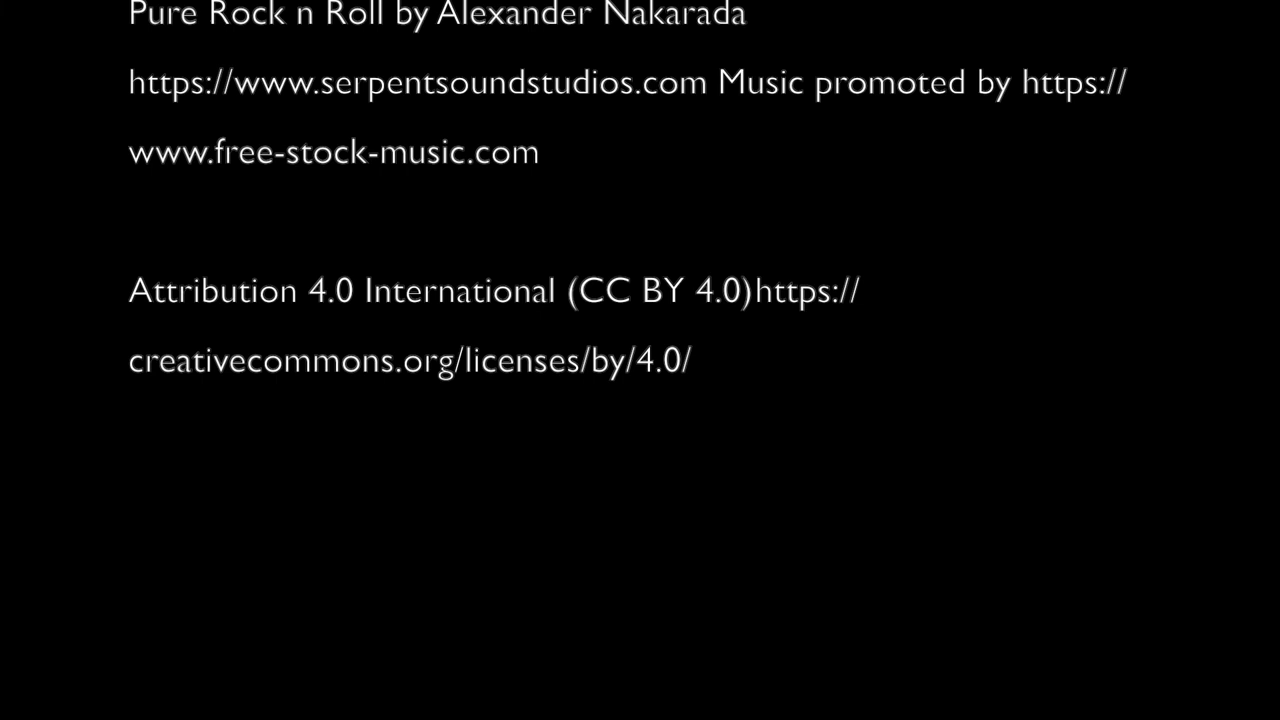 Pure Rock n Roll by Alexander Nakarada
https://www.serpentsoundstudios.com Music promoted by https://
www.free-stock-music.com
Attribution 4.0 International (CC BY 4.0)https://
creativecommons.org/licenses/by/4.0/